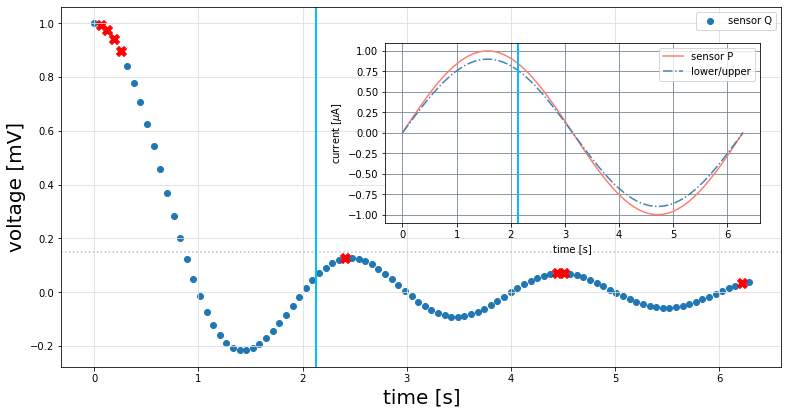 sensor Q
sensor P
lower/upper
current [μA]
1.00
0.75
0.50
0.25
0.00
−0.25
−0.50
−0.75
−1.00
0 1 2 3 4 5 6
time [s]
voltage [mV]
1.0
0.8
0.6
0.4
0.2
0.0
−0.2
0 1 2 3 4 5 6
time [s]